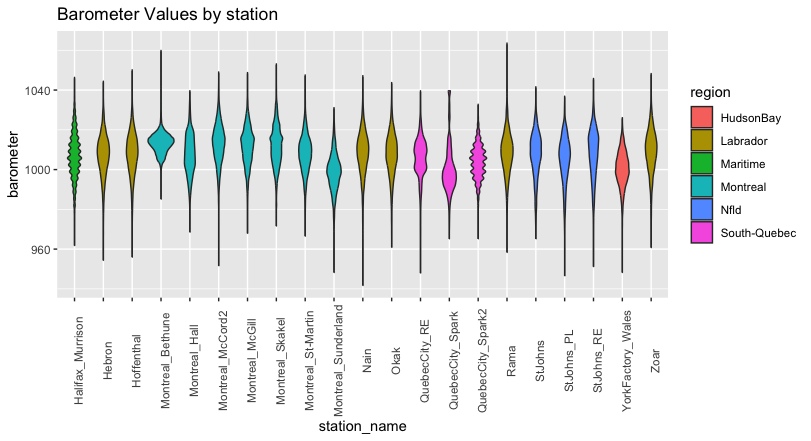 Barometer Values by station
barometer
1040
1000
960
Halifax_Murrison
Hebron
Hoffenthal
Montreal_Bethune
Montreal_Hall
Montreal_McCord2
Montreal_McGill
Montreal_Skakel
Montreal_St-Martin
Montreal_Sunderland
Nain
Okak
QuebecCity_RE
QuebecCity_Spark
QuebecCity_Spark2
Rama
StJohns
StJohns_PL
StJohns_RE
YorkFactory_Wales
Zoar
station_name
region
HudsonBay
Labrador
Maritime
Montreal
Nfld
South-Quebec